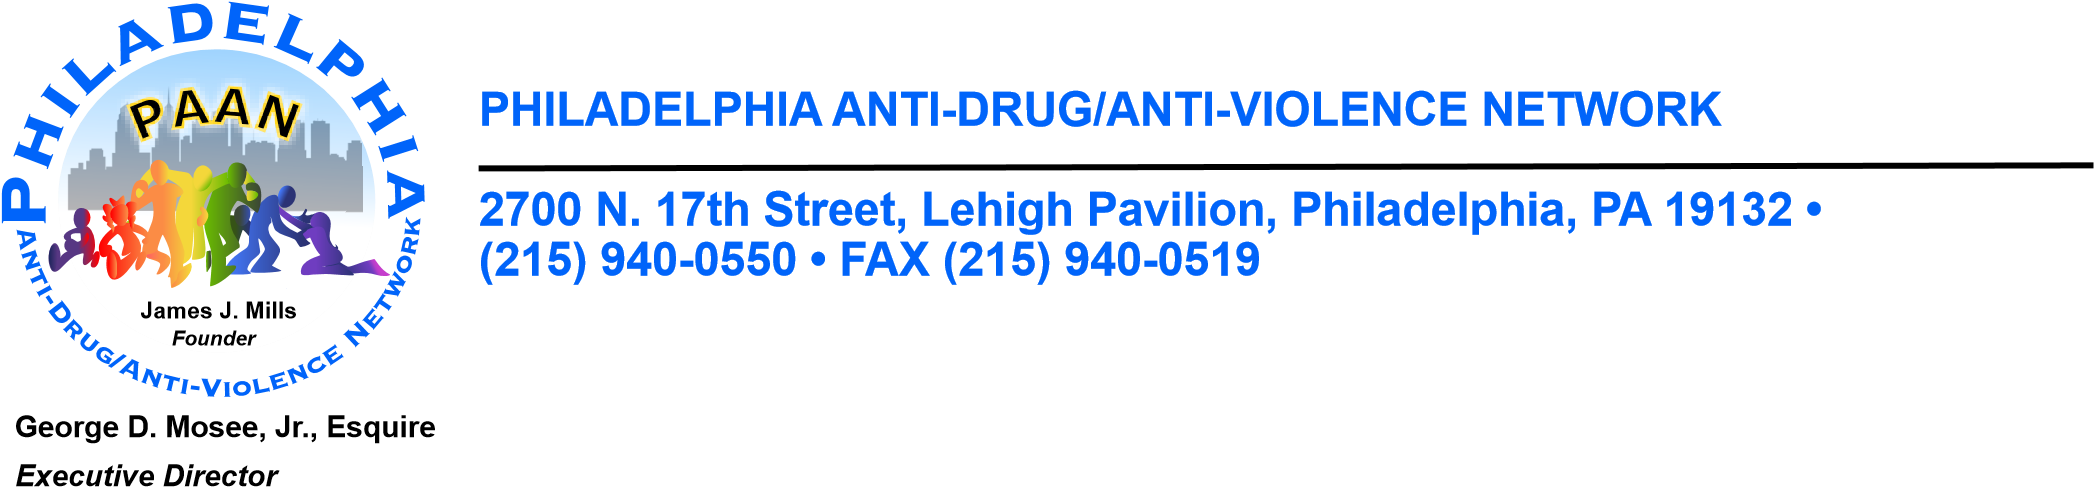 PHILADELPHIA
PAAN
James J. Mills
Founder
ANTI-DRUG/ANTI-VIOLENCE NETWORK
George D. Mosee, Jr., Esquire
Executive Director
PHILADELPHIA ANTI-DRUG/ANTI-VIOLENCE NETWORK
2700 N. 17th Street, Lehigh Pavilion, Philadelphia, PA 19132 •
(215) 940-0550 • FAX (215) 940-0519